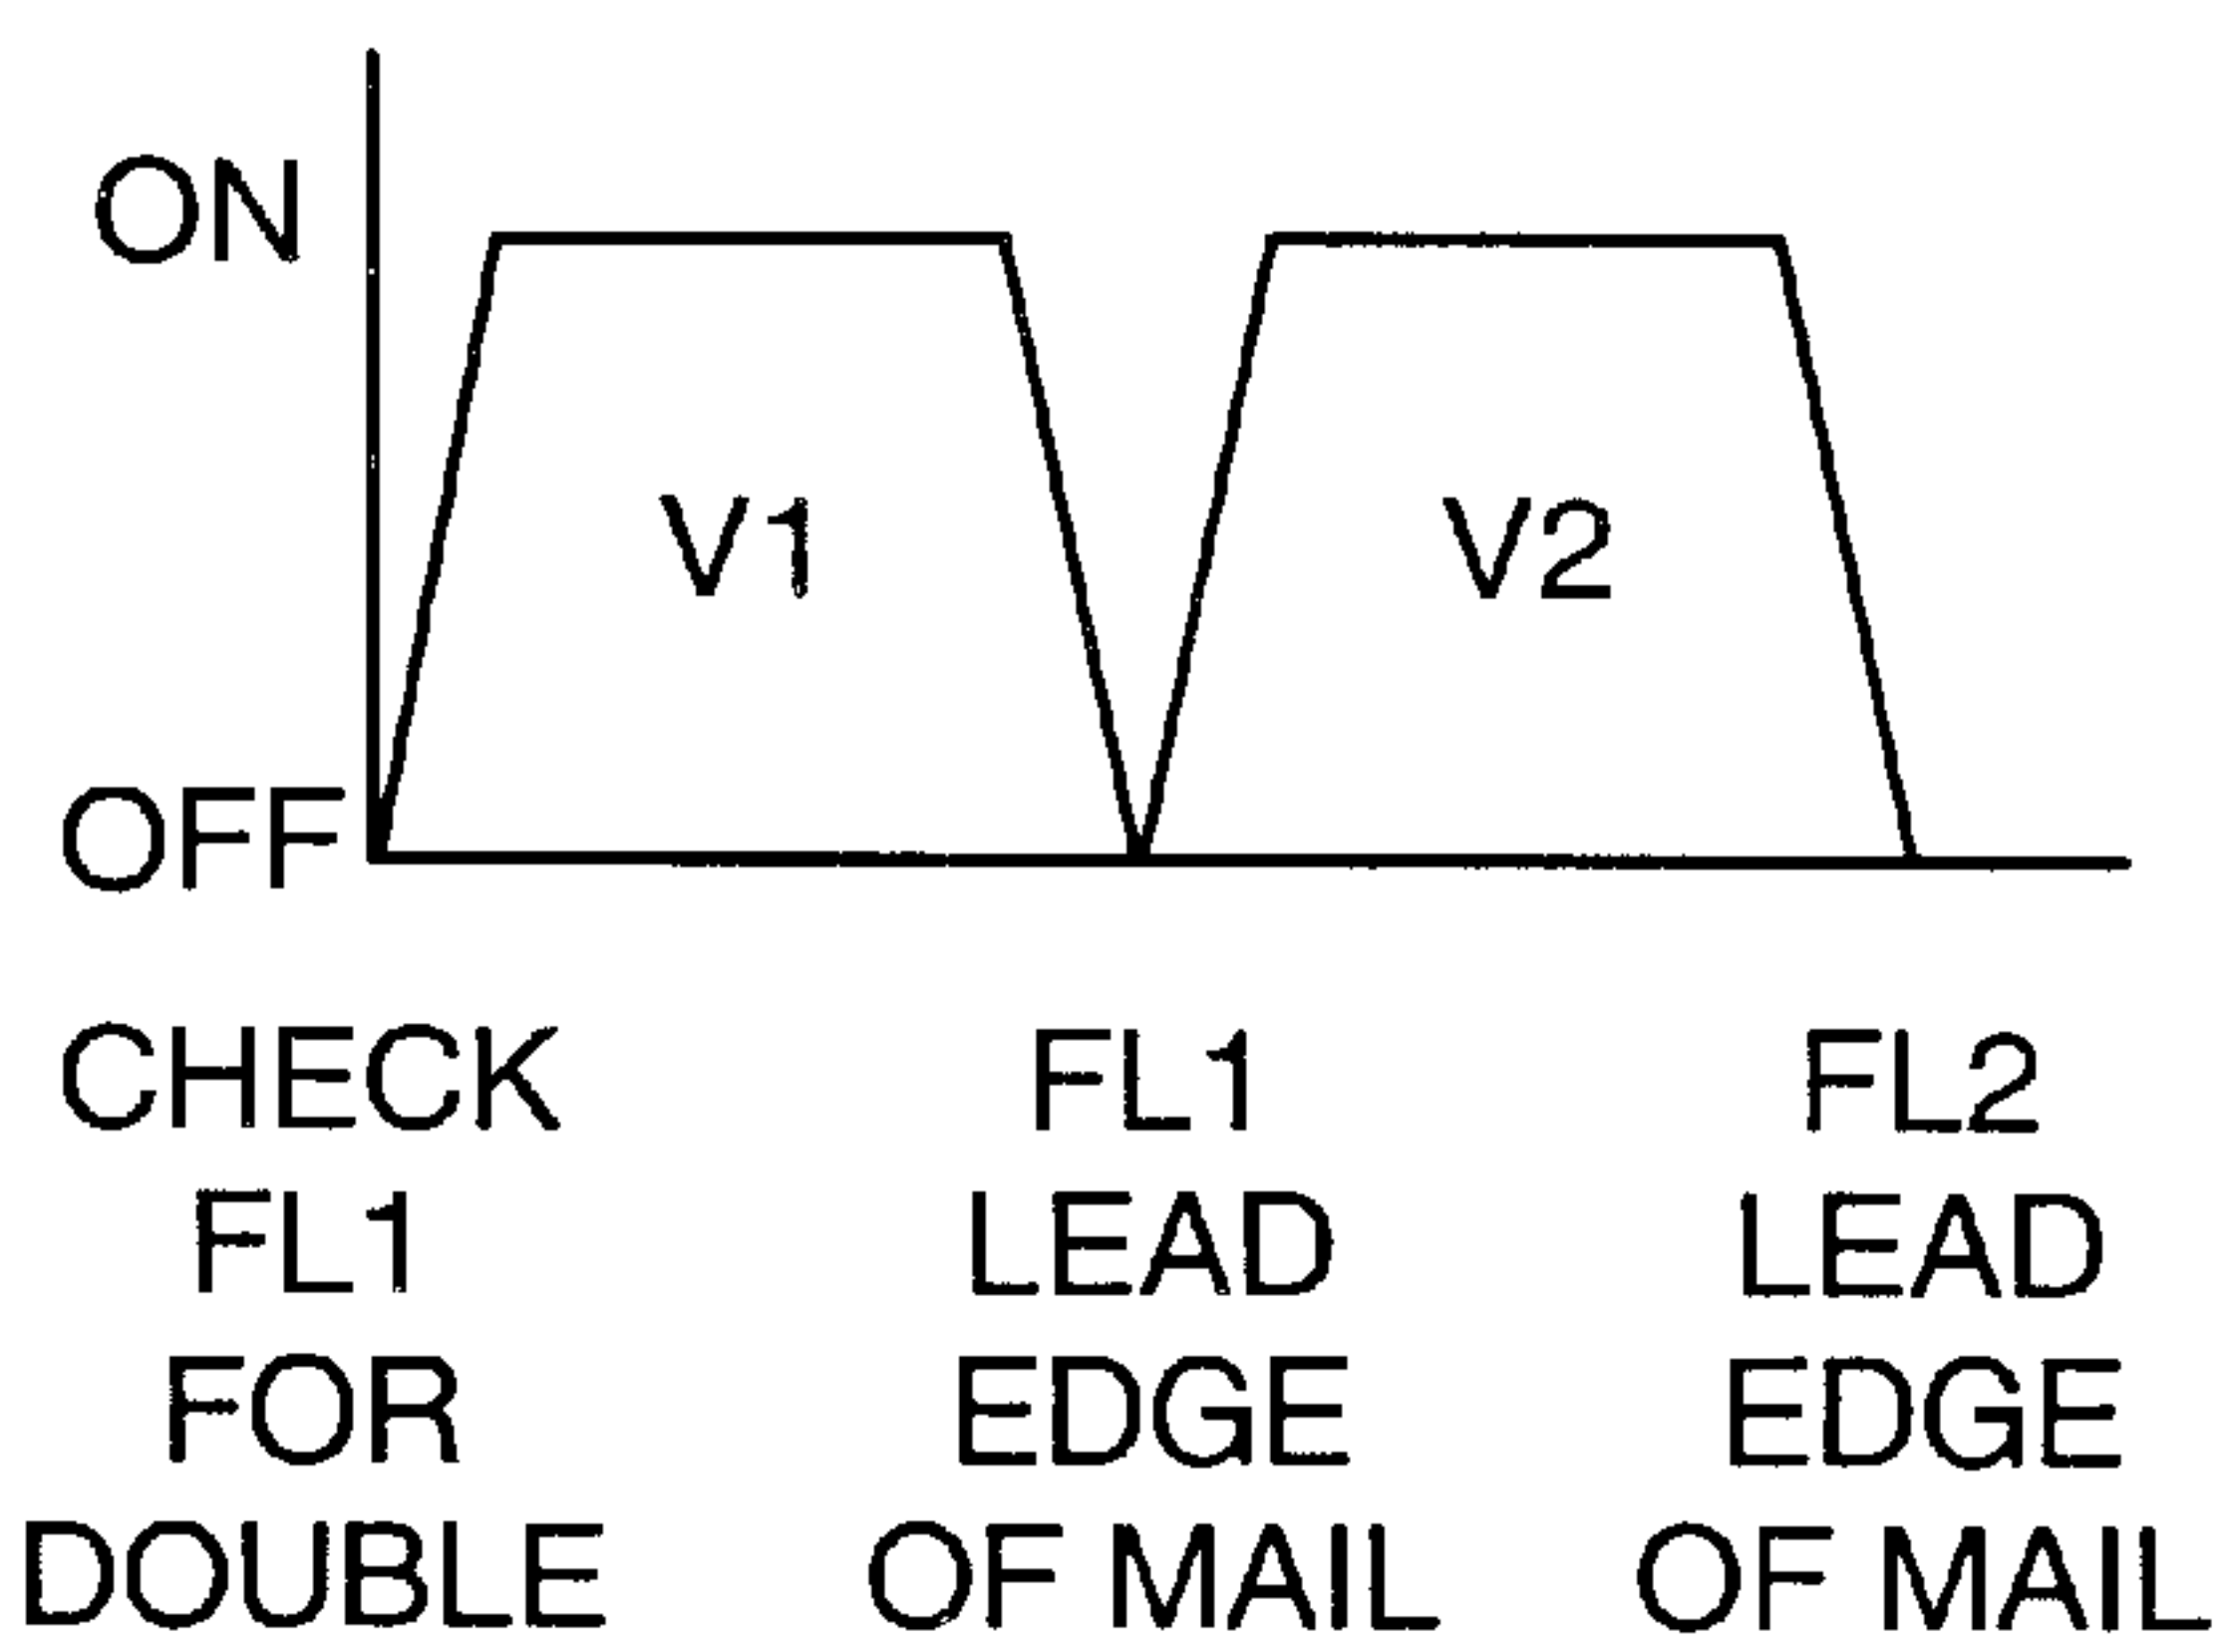 ON
V1
V2
OFF
CHECK
FL1
FOR
DOUBLE
FL1
LEAD
EDGE
OF MAIL
FL2
LEAD
EDGE
OF MAIL